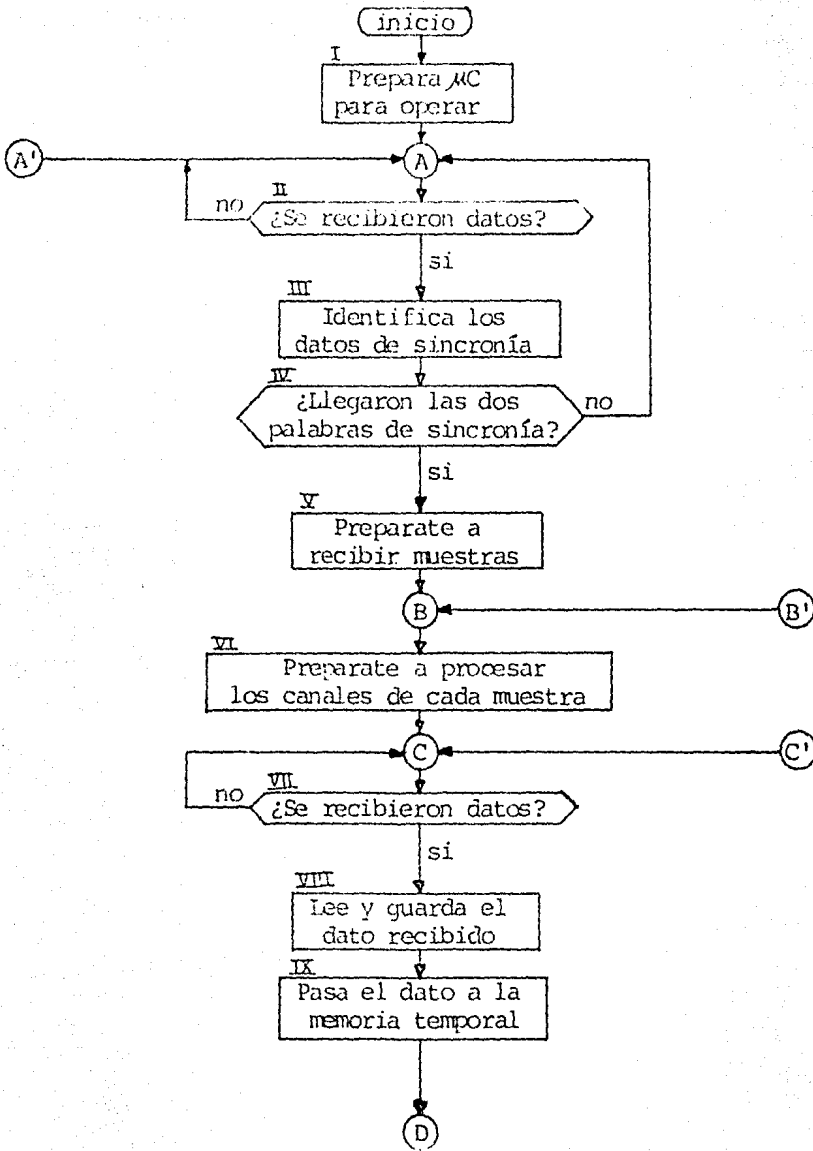 inicio
I
Prepara μC
para operar
A'
A
II
no
¿Se recibieron datos?
si
III
Identifica los
datos de sincronía
IV
¿Llegaron las dos
palabras de sincronía?
no
si
V
Preparate a
recibir muestras
B
B'
VI
Preparate a procesar
los canales de cada muestra
C
C'
VII
no
¿Se recibieron datos?
si
VIII
Lee y guarda el
dato recibido
IX
Pasa el dato a la
memoria temporal
D